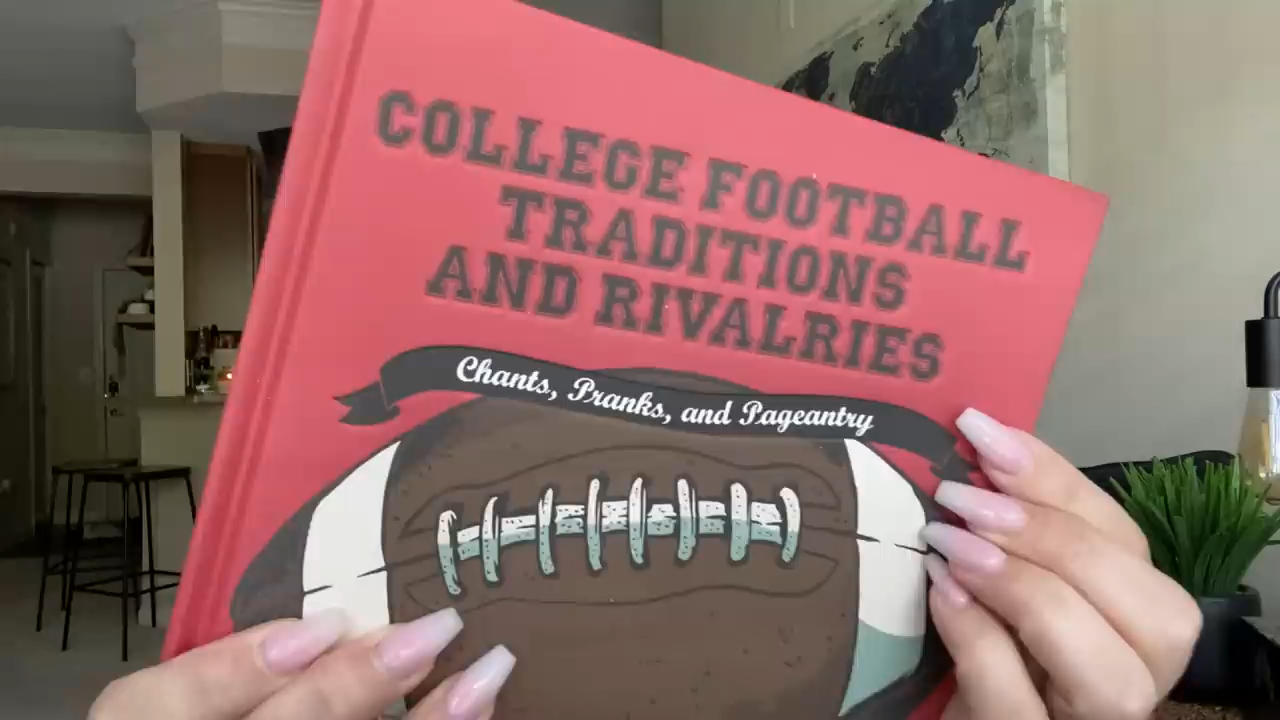 COLLEGE FOOTBALL
TRADITIONS
AND RIVALRIES
Chants, Pranks, and Pageantry